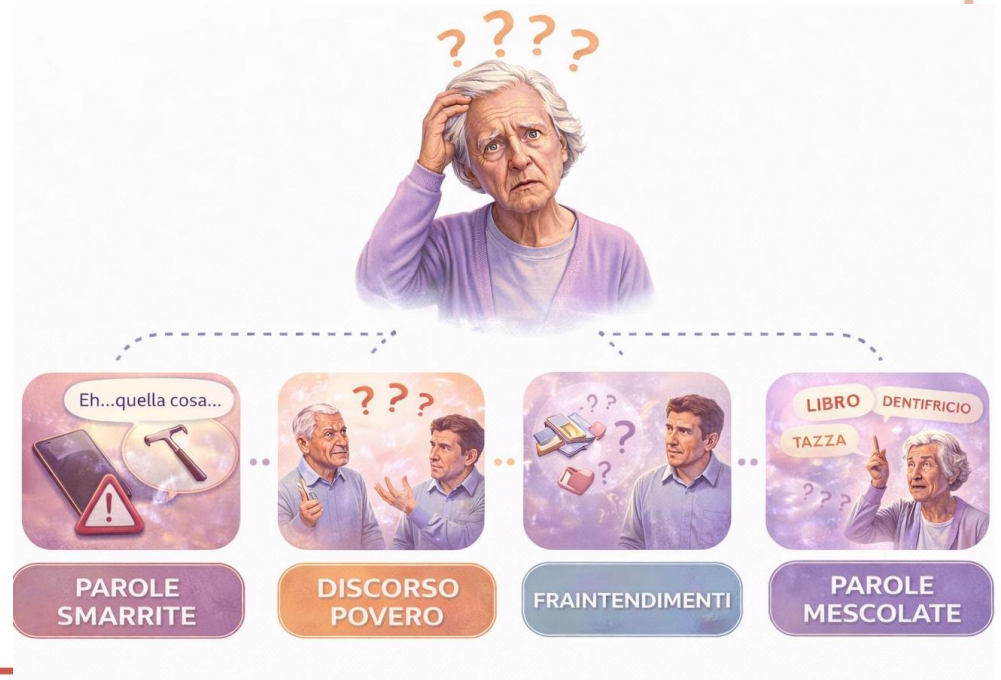 ? ? ? ?
Eh...quella cosa...
? ? ?
? ? ? ? ?
LIBRO
DENTIFRICIO
TAZZA
? ? ?
PAROLE
SMARRITE
DISCORSO
POVERO
FRAINTENDIMENTI
PAROLE
MESCOLATE